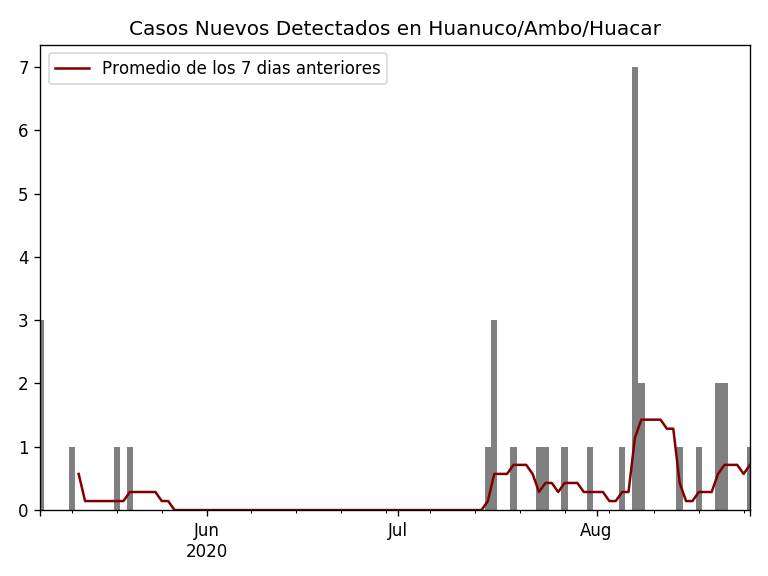 Casos Nuevos Detectados en Huanuco/Ambo/Huacar
Promedio de los 7 dias anteriores
7
6
5
4
3
2
1
0
Jun
2020
Jul
Aug